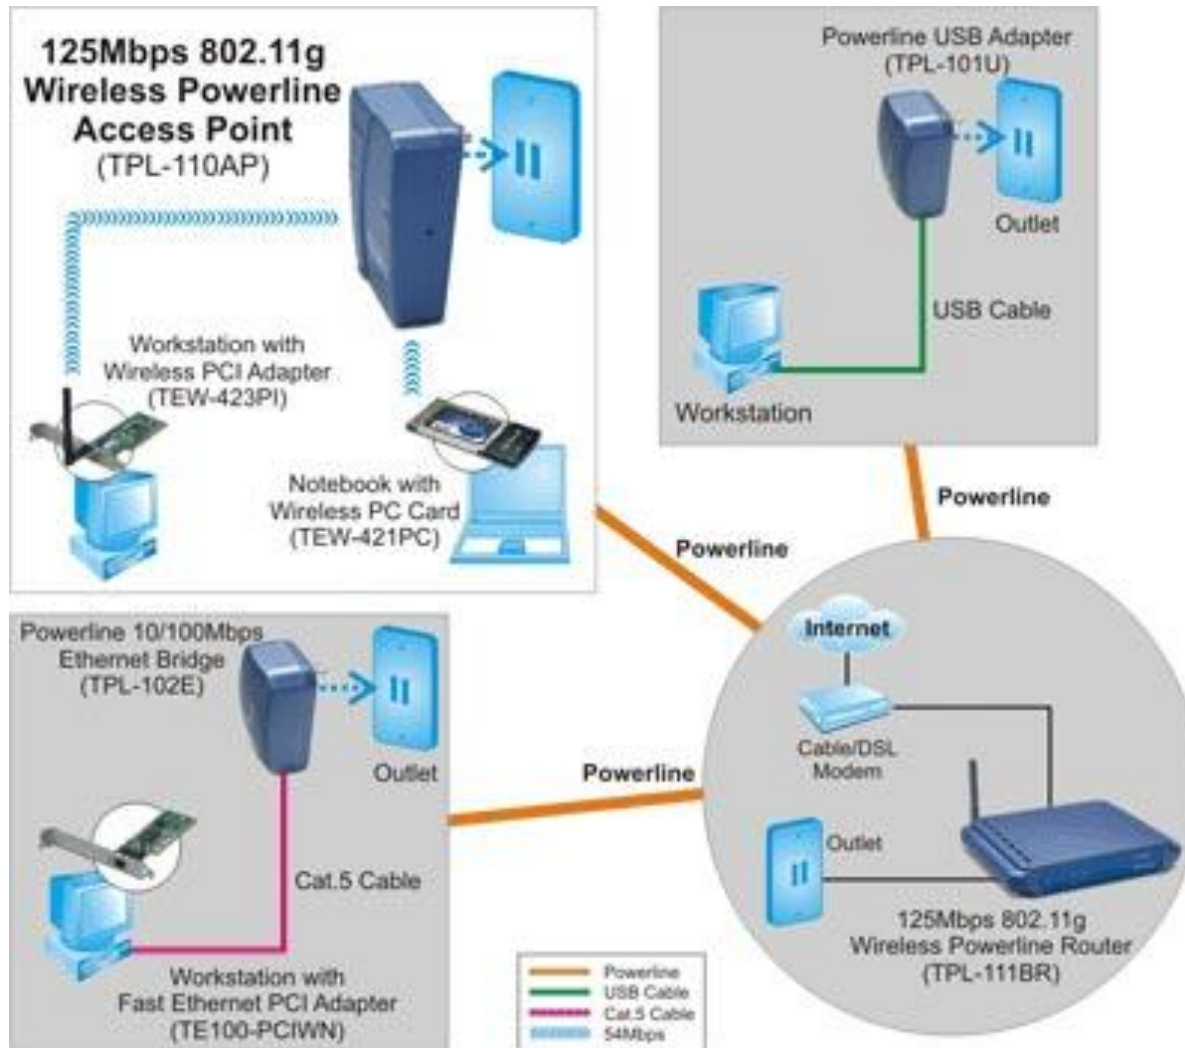 125Mbps 802.11g
Wireless Powerline
Access Point
(TPL-110AP)
Workstation with
Wireless PCI Adapter
(TEW-423PI)
Notebook with
Wireless PC Card
(TEW-421PC)
Powerline USB Adapter
(TPL-101U)
Outlet
USB Cable
Workstation
Powerline
Powerline
Powerline 10/100Mbps
Ethernet Bridge
(TPL-102E)
Outlet
Cat.5 Cable
Workstation with
Fast Ethernet PCI Adapter
(TE100-PCIWN)
Powerline
Internet
Cable/DSL
Modem
Outlet
125Mbps 802.11g
Wireless Powerline Router
(TPL-111BR)
Powerline
USB Cable
Cat.5 Cable
54Mbps